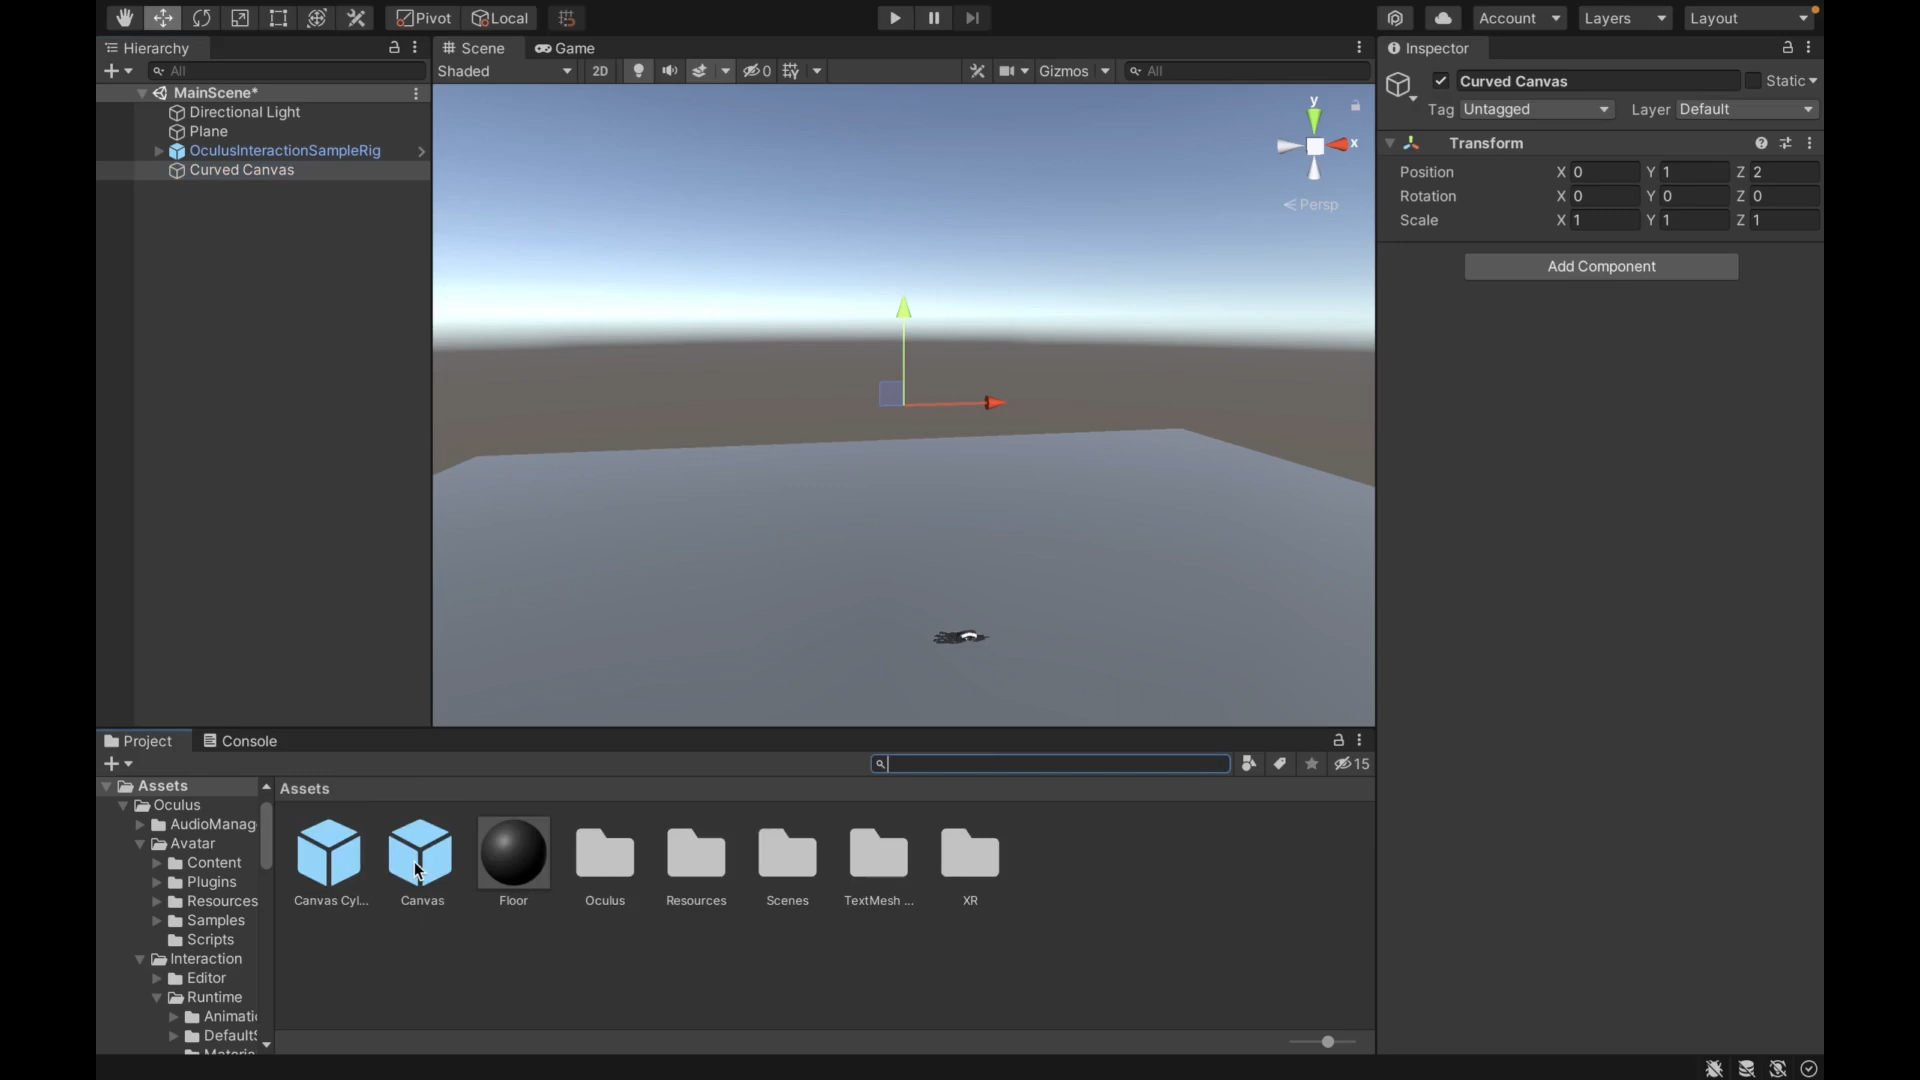 Pivot
Local
Account
Layers
Layout
Hierarchy
All
MainScene*
Directional Light
Plane
OculusInteractionSampleRig
Curved Canvas
Scene
Game
Shaded
2D
0
Gizmos
All
y
x
Persp
Inspector
Curved Canvas
Static
Tag Untagged
Layer Default
Transform
Position X 0 Y 1 Z 2
Rotation X 0 Y 0 Z 0
Scale X 1 Y 1 Z 1
Add Component
Project
Console
15
Assets
Oculus
AudioManag
Avatar
Content
Plugins
Resources
Samples
Scripts
Interaction
Editor
Runtime
Animati
Default
Assets
Canvas Cyl...
Canvas
Floor
Oculus
Resources
Scenes
TextMesh ...
XR